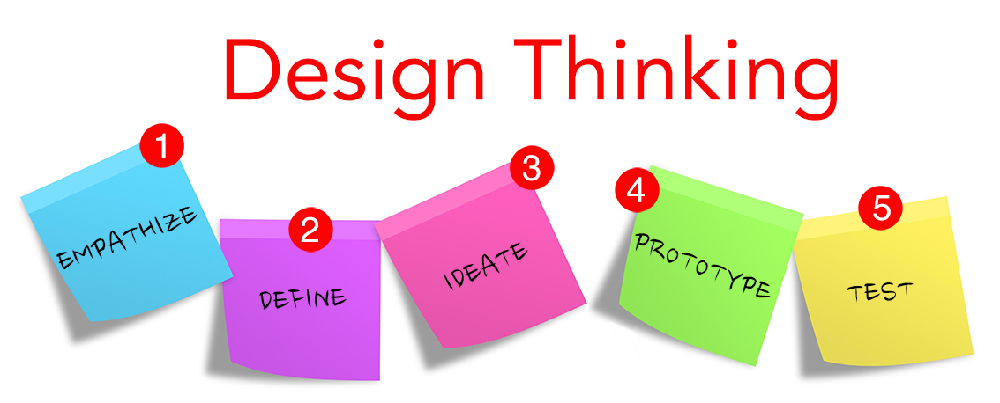 Design Thinking
1
EMPATHIZE
2
DEFINE
3
IDEATE
4
PROTOTYPE
5
TEST